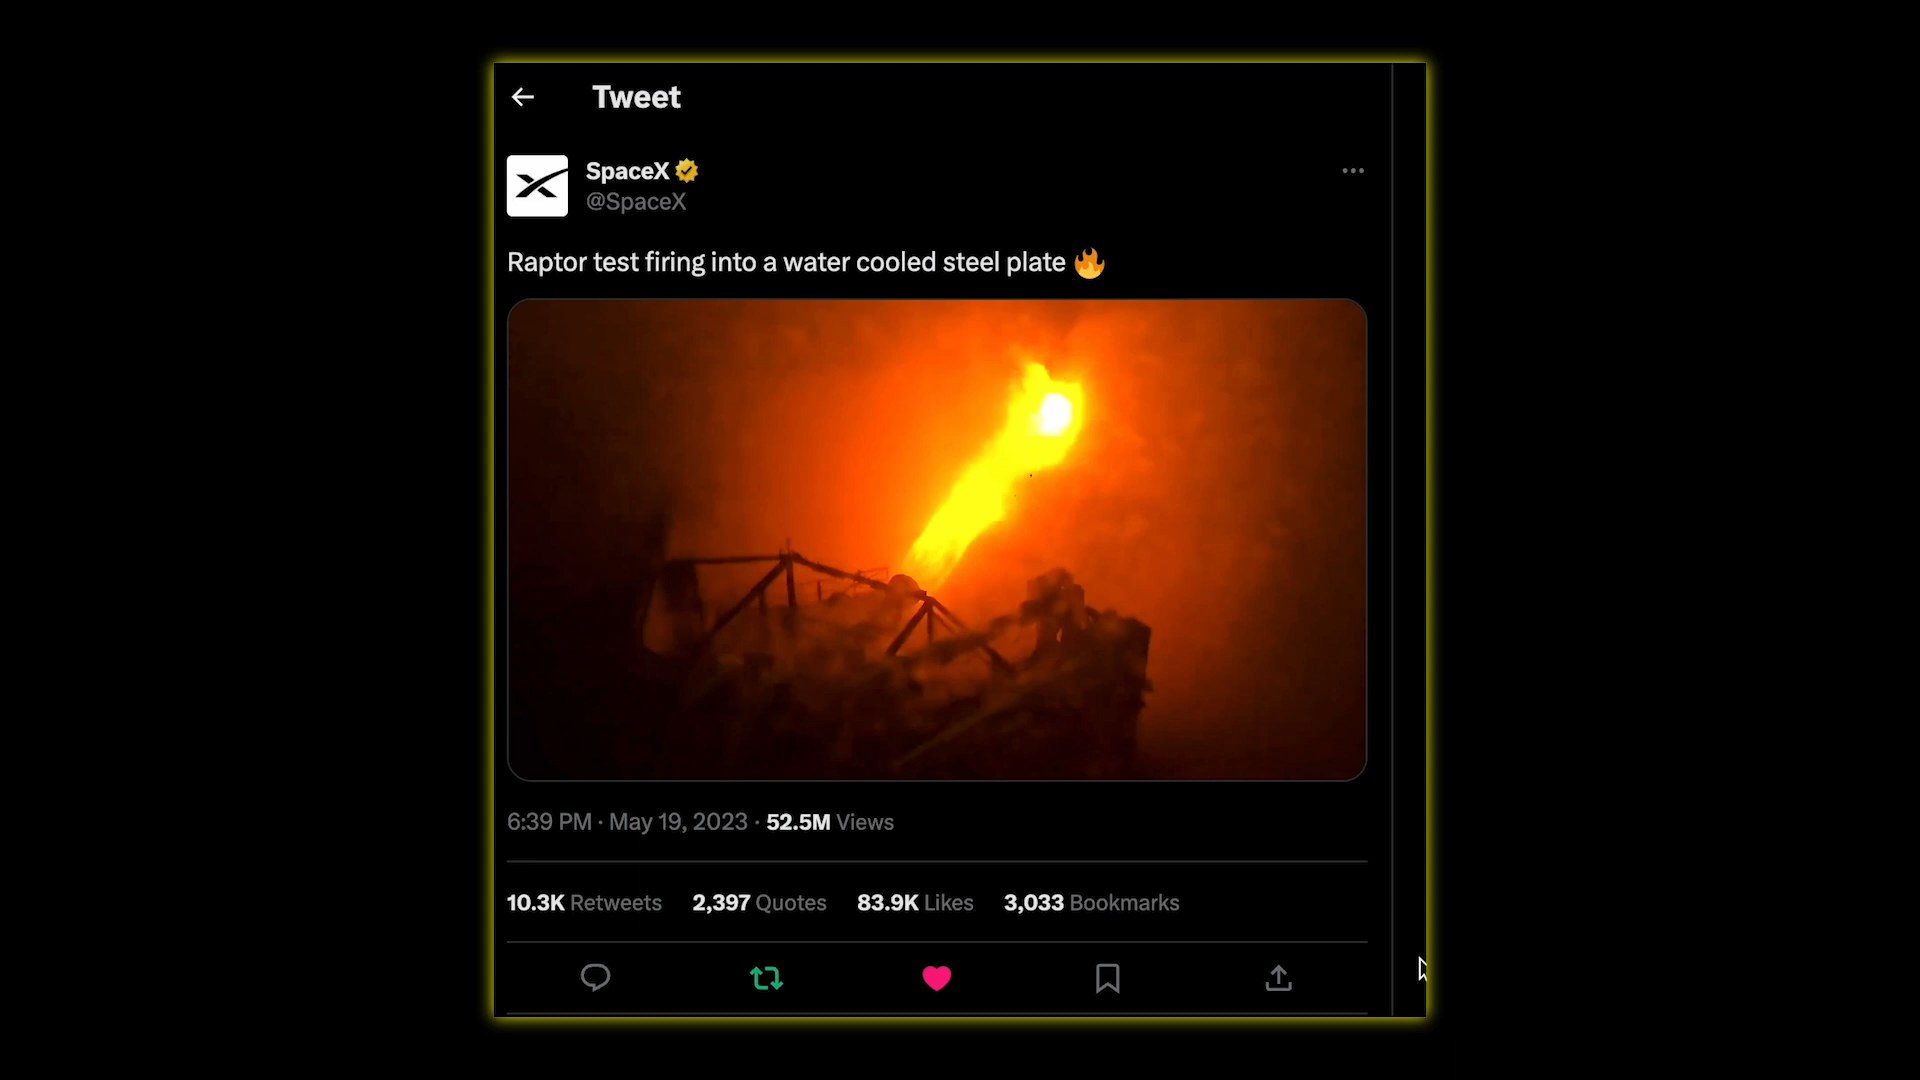 Tweet
SpaceX
@SpaceX
Raptor test firing into a water cooled steel plate 🔥
6:39 PM · May 19, 2023 · 52.5M Views
10.3K Retweets 2,397 Quotes 83.9K Likes 3,033 Bookmarks